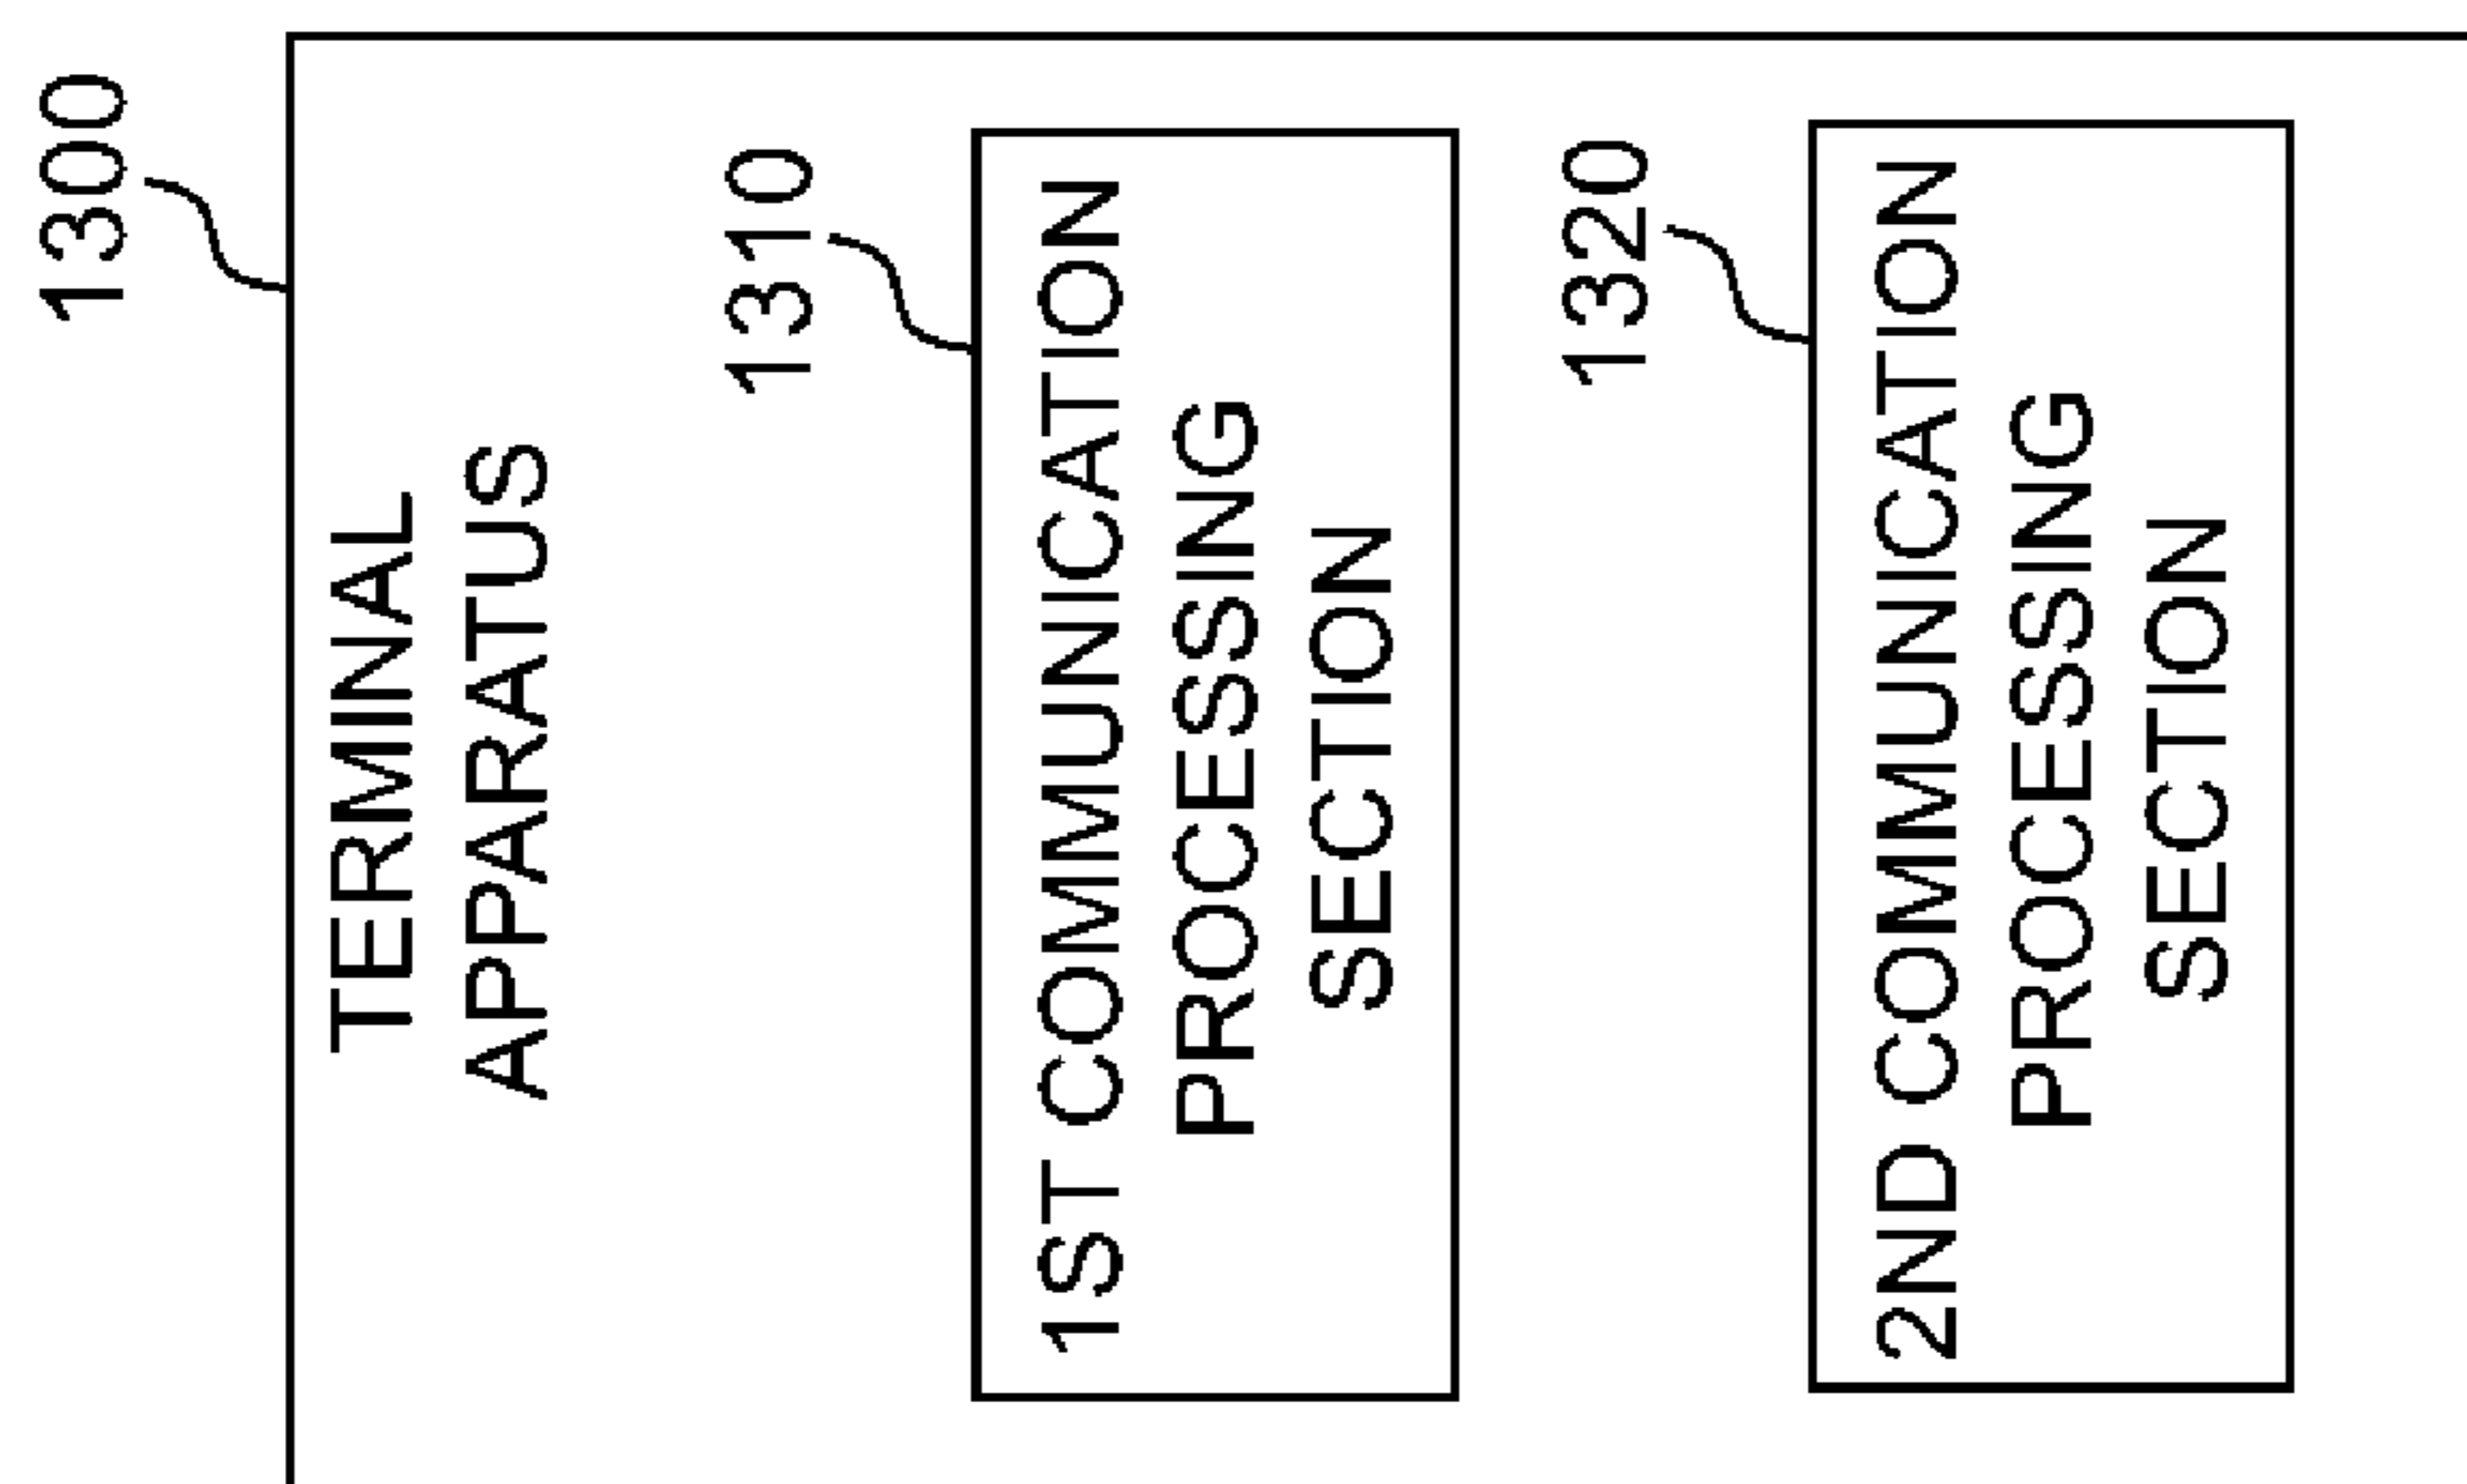 1300
TERMINAL
APPARATUS
1310
1ST COMMUNICATION
PROCESSING
SECTION
1320
2ND COMMUNICATION
PROCESSING
SECTION